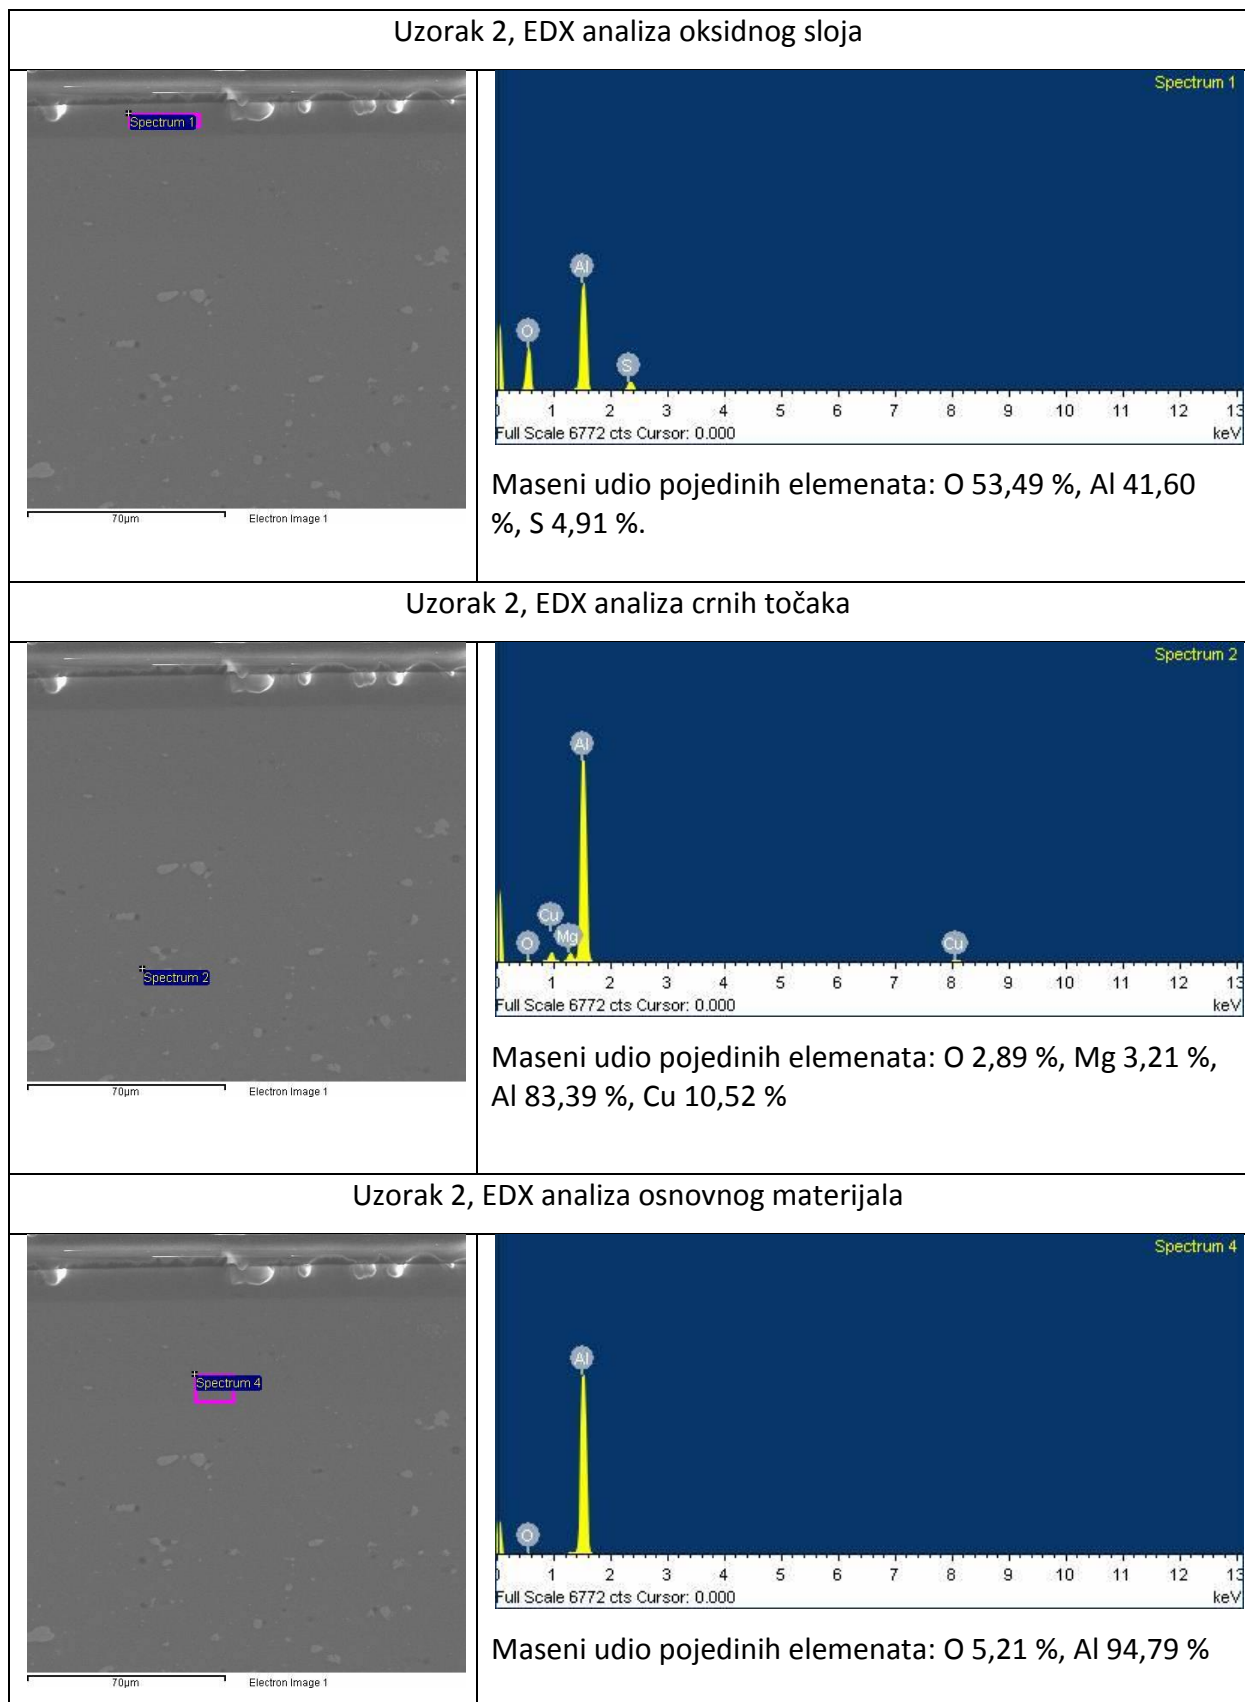 Uzorak 2, EDX analiza oksidnog sloja
Spectrum 1
70µm
Electron Image 1
Spectrum 1
O
Al
S
0 1 2 3 4 5 6 7 8 9 10 11 12 13
Full Scale 6772 cts Cursor: 0.000
keV
Maseni udio pojedinih elemenata: O 53,49 %, Al 41,60
%, S 4,91 %.
Uzorak 2, EDX analiza crnih točaka
Spectrum 2
70µm
Electron Image 1
Spectrum 2
Al
Cu
O
Mg
Cu
0 1 2 3 4 5 6 7 8 9 10 11 12 13
Full Scale 6772 cts Cursor: 0.000
keV
Maseni udio pojedinih elemenata: O 2,89 %, Mg 3,21 %,
Al 83,39 %, Cu 10,52 %
Uzorak 2, EDX analiza osnovnog materijala
Spectrum 4
70µm
Electron Image 1
Spectrum 4
Al
O
0 1 2 3 4 5 6 7 8 9 10 11 12 13
Full Scale 6772 cts Cursor: 0.000
keV
Maseni udio pojedinih elemenata: O 5,21 %, Al 94,79 %